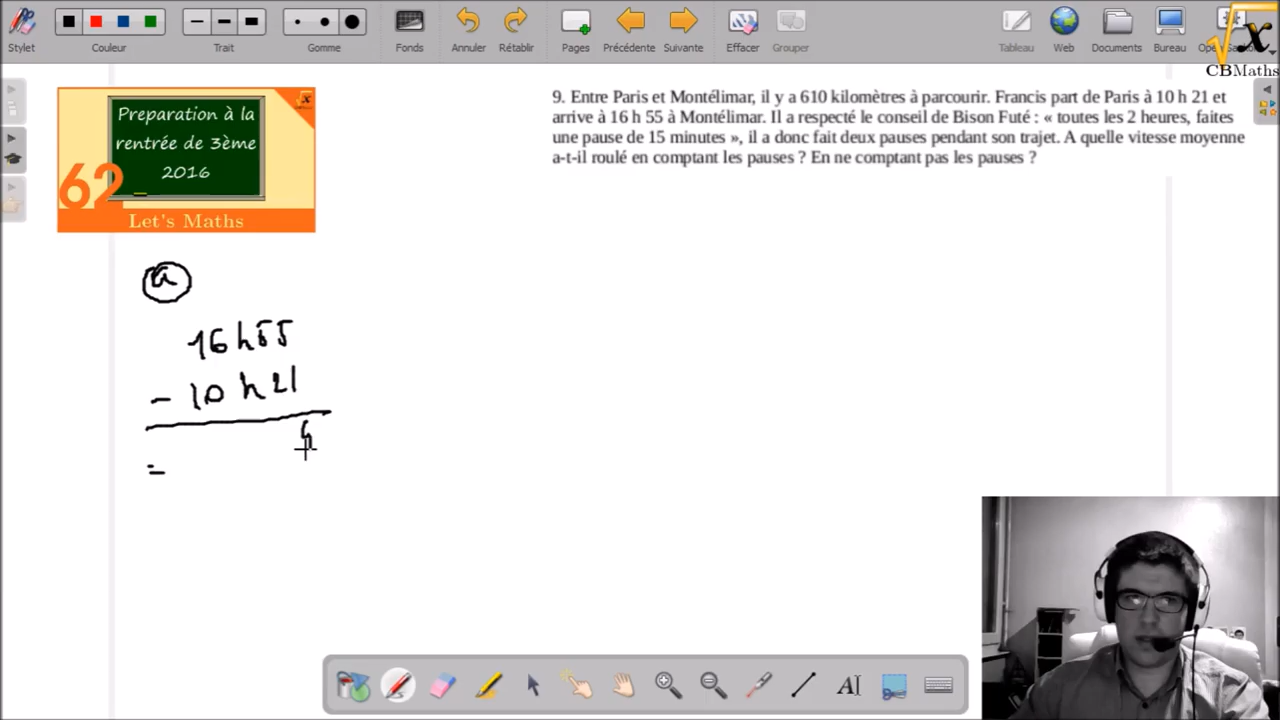 Stylet
Couleur
Trait
Gomme
Fonds
Annuler
Rétablir
Pages
Précédente
Suivante
Effacer
Grouper
Tableau
Web
Documents
Bureau
CBMaths
Preparation à la
rentrée de 3ème
2016
62
Let's Maths
9. Entre Paris et Montélimar, il y a 610 kilomètres à parcourir. Francis part de Paris à 10 h 21 et
arrive à 16 h 55 à Montélimar. Il a respecté le conseil de Bison Futé : « toutes les 2 heures, faites
une pause de 15 minutes », il a donc fait deux pauses pendant son trajet. A quelle vitesse moyenne
a-t-il roulé en comptant les pauses ? En ne comptant pas les pauses ?
a
16 h 55
- 10 h 21
=